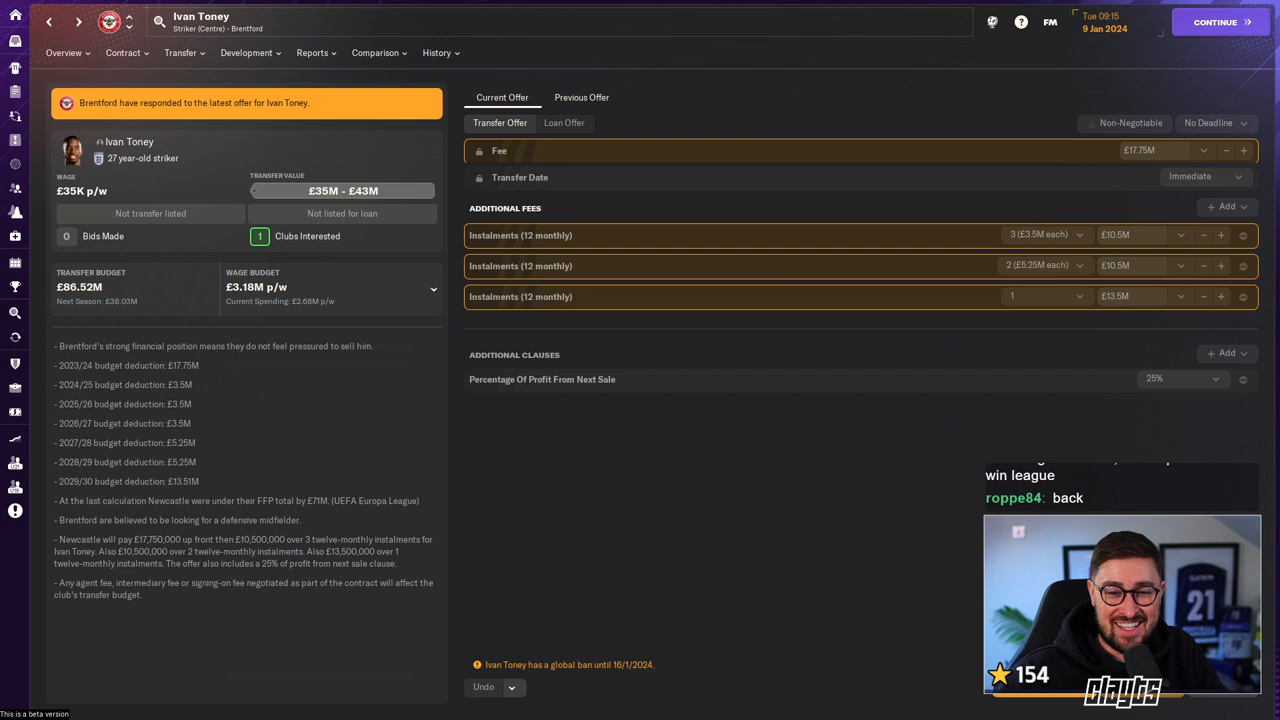 Ivan Toney
Striker (Centre) - Brentford
FM
Tue 09:15
9 Jan 2024
CONTINUE
Overview
Contract
Transfer
Development
Reports
Comparison
History
Brentford have responded to the latest offer for Ivan Toney.
Ivan Toney
27 year-old striker
WAGE
£35K p/w
TRANSFER VALUE
£35M - £43M
Not transfer listed
Not listed for loan
0 Bids Made
1 Clubs Interested
TRANSFER BUDGET
£86.52M
Next Season: £38.03M
WAGE BUDGET
£3.18M p/w
Current Spending: £2.68M p/w
- Brentford's strong financial position means they do not feel pressured to sell him.
- 2023/24 budget deduction: £17.75M
- 2024/25 budget deduction: £3.5M
- 2025/26 budget deduction: £3.5M
- 2026/27 budget deduction: £3.5M
- 2027/28 budget deduction: £5.25M
- 2028/29 budget deduction: £5.25M
- 2029/30 budget deduction: £13.51M
- At the last calculation Newcastle were under their FFP total by £71M. (UEFA Europa League)
- Brentford are believed to be looking for a defensive midfielder.
- Newcastle will pay £17,750,000 up front then £10,500,000 over 3 twelve-monthly instalments for
Ivan Toney. Also £10,500,000 over 2 twelve-monthly instalments. Also £13,500,000 over 1
twelve-monthly instalments. The offer also includes a 25% of profit from next sale clause.
- Any agent fee, intermediary fee or signing-on fee negotiated as part of the contract will affect the
club's transfer budget.
Current Offer
Previous Offer
Transfer Offer
Loan Offer
Non-Negotiable
No Deadline
Fee
£17.75M
Transfer Date
Immediate
ADDITIONAL FEES
Add
Instalments (12 monthly)
3 (£3.5M each)
£10.5M
Instalments (12 monthly)
2 (£5.25M each)
£10.5M
Instalments (12 monthly)
1
£13.5M
ADDITIONAL CLAUSES
Add
Percentage Of Profit From Next Sale
25%
win league
roppe84: back
21
154
clayts
Ivan Toney has a global ban until 16/1/2024.
Undo
This is a beta version